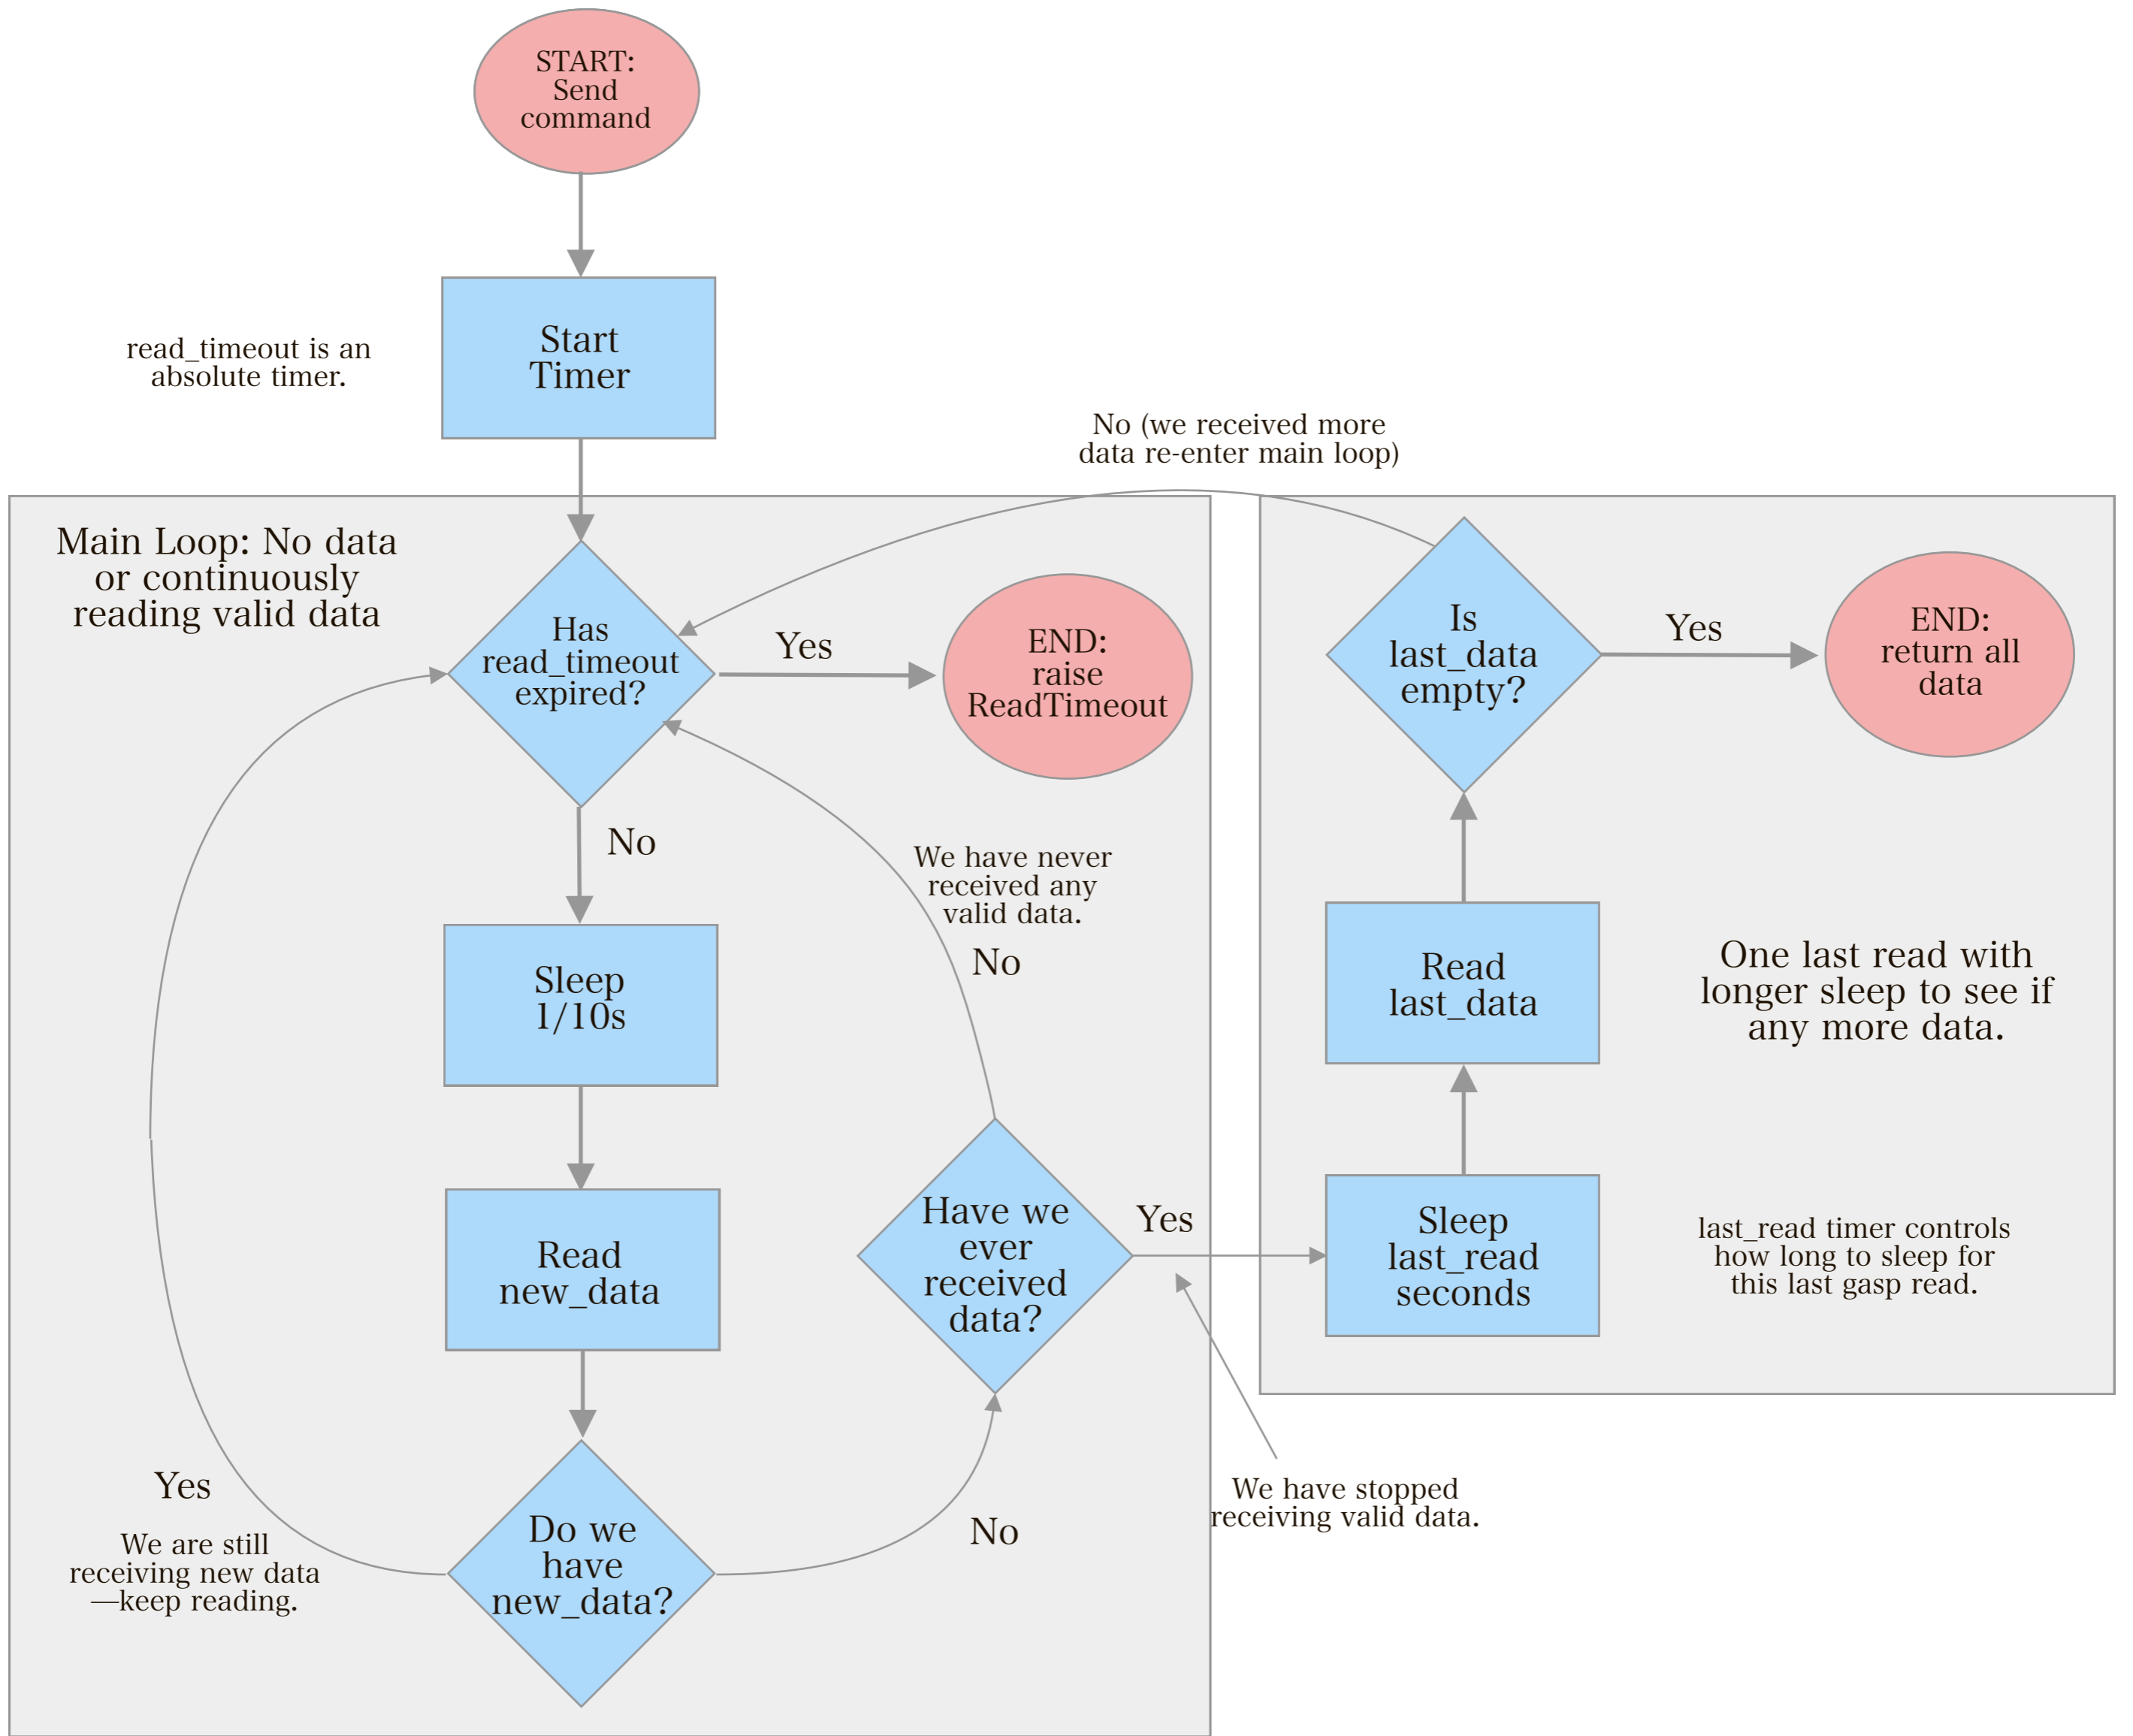 START:
Send
command
Start
Timer
read_timeout is an
absolute timer.
No (we received more
data re-enter main loop)
Main Loop: No data
or continuously
reading valid data
Has
read_timeout
expired?
Yes
END:
raise
ReadTimeout
Is
last_data
empty?
Yes
END:
return all
data
No
We have never
received any
valid data.
No
Sleep
1/10s
Read
last_data
One last read with
longer sleep to see if
any more data.
Read
new_data
Have we
ever
received
data?
Yes
Sleep
last_read
seconds
last_read timer controls
how long to sleep for
this last gasp read.
Yes
We are still
receiving new data
—keep reading.
Do we
have
new_data?
No
We have stopped
receiving valid data.